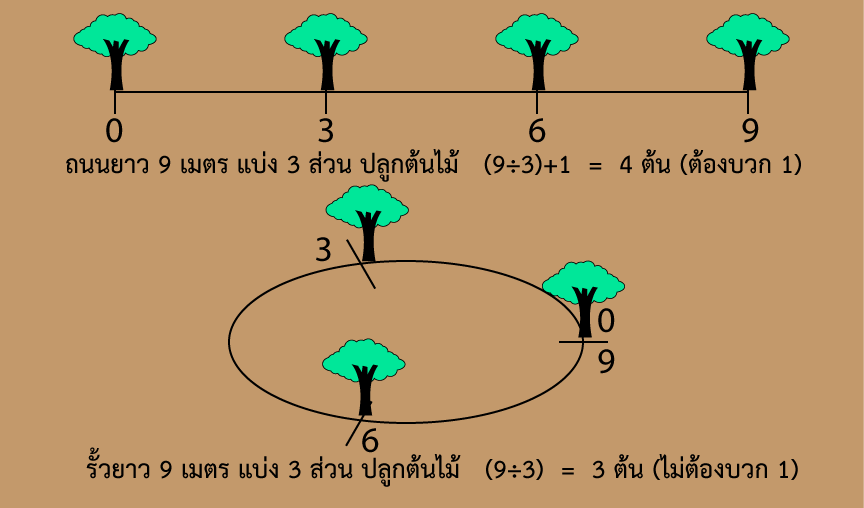 0 3 6 9
ถนนยาว 9 เมตร แบ่ง 3 ส่วน ปลูกต้นไม้ (9÷3)+1 = 4 ต้น (ต้องบวก 1)
3
0
9
6
รั้วยาว 9 เมตร แบ่ง 3 ส่วน ปลูกต้นไม้ (9÷3) = 3 ต้น (ไม่ต้องบวก 1)